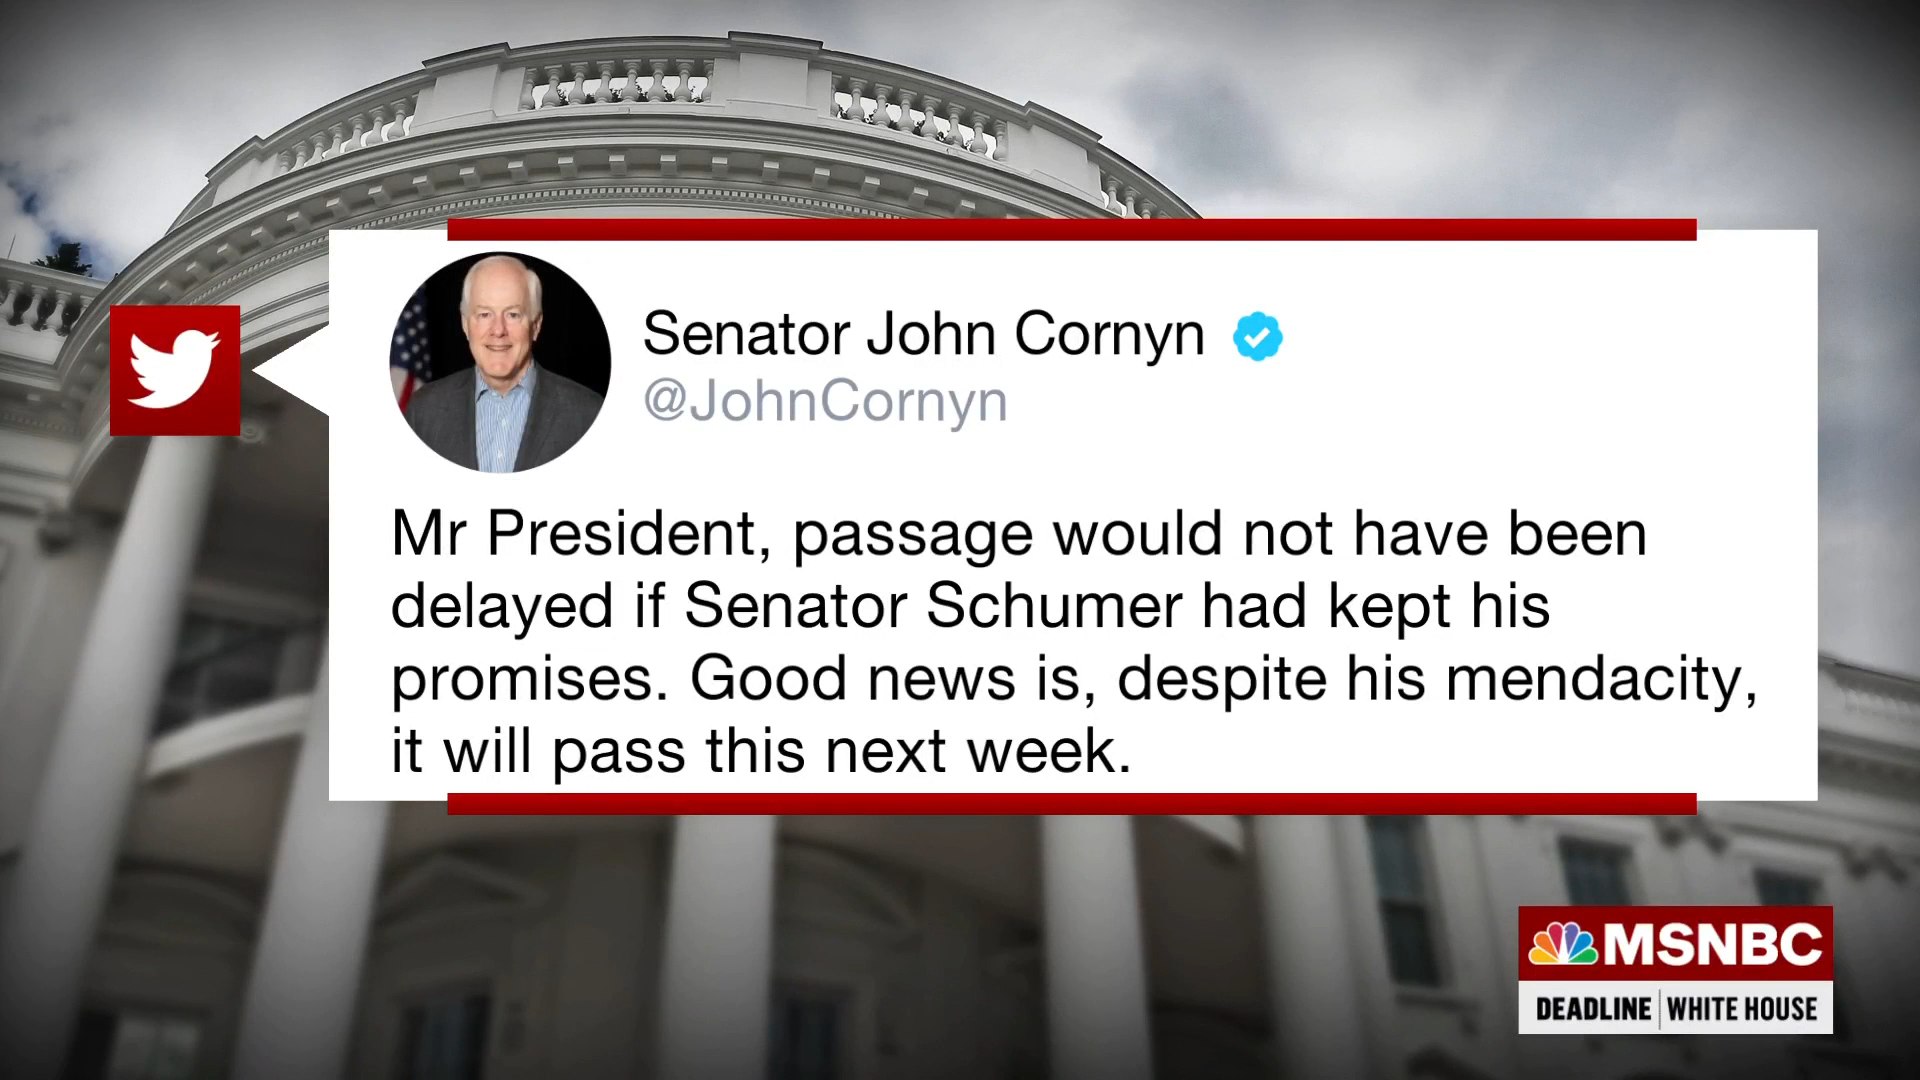 Senator John Cornyn
@JohnCornyn
Mr President, passage would not have been
delayed if Senator Schumer had kept his
promises. Good news is, despite his mendacity,
it will pass this next week.
MSNBC
DEADLINE WHITE HOUSE